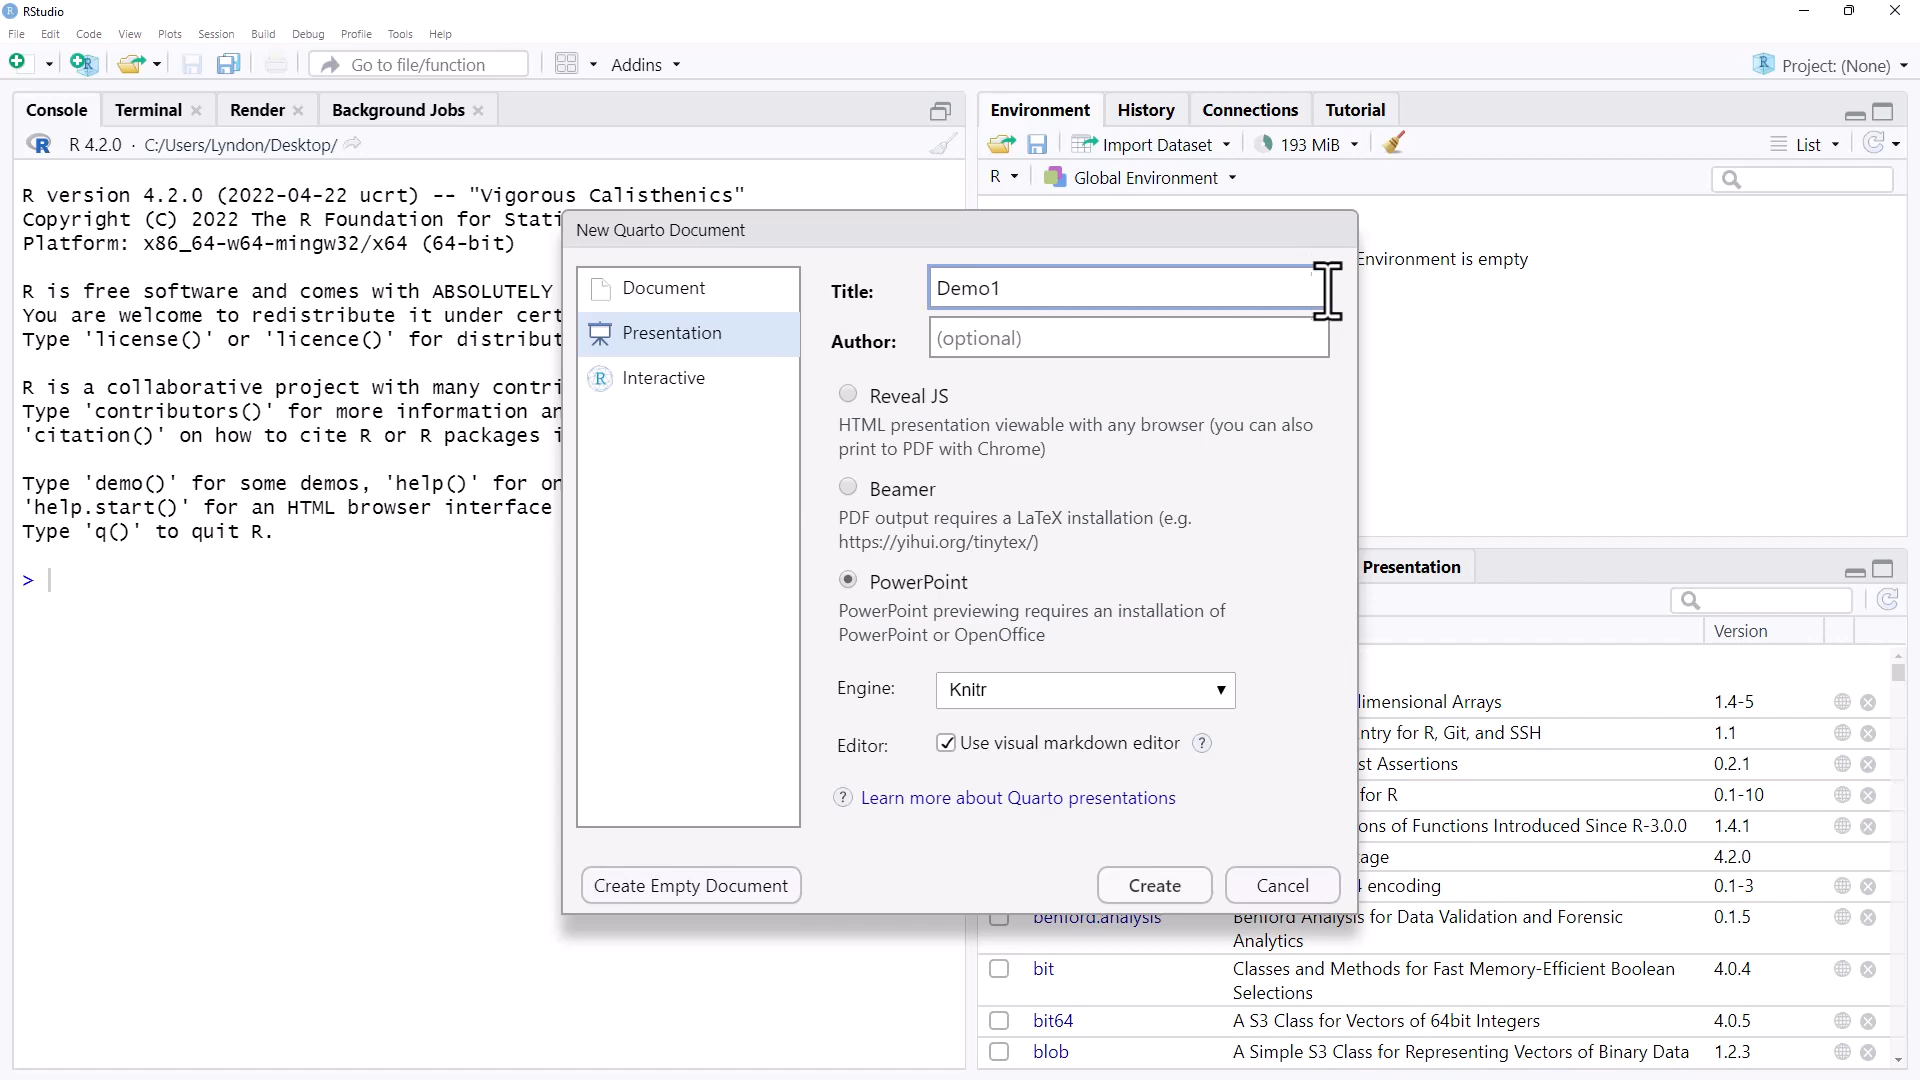 RStudio
File Edit Code View Plots Session Build Debug Profile Tools Help
Go to file/function Addins Project: (None)
Console Terminal Render Background Jobs
R 4.2.0 · C:/Users/Lyndon/Desktop/
R version 4.2.0 (2022-04-22 ucrt) -- "Vigorous Calisthenics"
Copyright (C) 2022 The R Foundation for
Platform: x86_64-w64-mingw32/x64 (64-bit)
R is free software and comes with ABSOLUTELY
You are welcome to redistribute it under
Type 'license()' or 'licence()' for
R is a collaborative project with many
Type 'contributors()' for more information
'citation()' on how to cite R or R packages
Type 'demo()' for some demos, 'help()' for
'help.start()' for an HTML browser interface
Type 'q()' to quit R.
>
New Quarto Document
Document
Presentation
Interactive
Title: Demo1
Author: (optional)
Reveal JS
HTML presentation viewable with any browser (you can also
print to PDF with Chrome)
Beamer
PDF output requires a LaTeX installation (e.g.
https://yihui.org/tinytex/)
PowerPoint
PowerPoint previewing requires an installation of
PowerPoint or OpenOffice
Engine: Knitr
Editor: Use visual markdown editor ?
? Learn more about Quarto presentations
Create Empty Document Create Cancel
Environment History Connections Tutorial
Import Dataset 193 MiB List
R Global Environment
Environment is empty
Presentation
Version
Arrays 1.4-5
for R, Git, and SSH 1.1
Assertions 0.2.1
for R 0.1-10
of Functions Introduced Since R-3.0.0 1.4.1
4.2.0
encoding 0.1-3
benford.analysis Benford Analysis for Data Validation and Forensic 0.1.5
Analytics
bit Classes and Methods for Fast Memory-Efficient Boolean 4.0.4
Selections
bit64 A S3 Class for Vectors of 64bit Integers 4.0.5
blob A Simple S3 Class for Representing Vectors of Binary Data 1.2.3